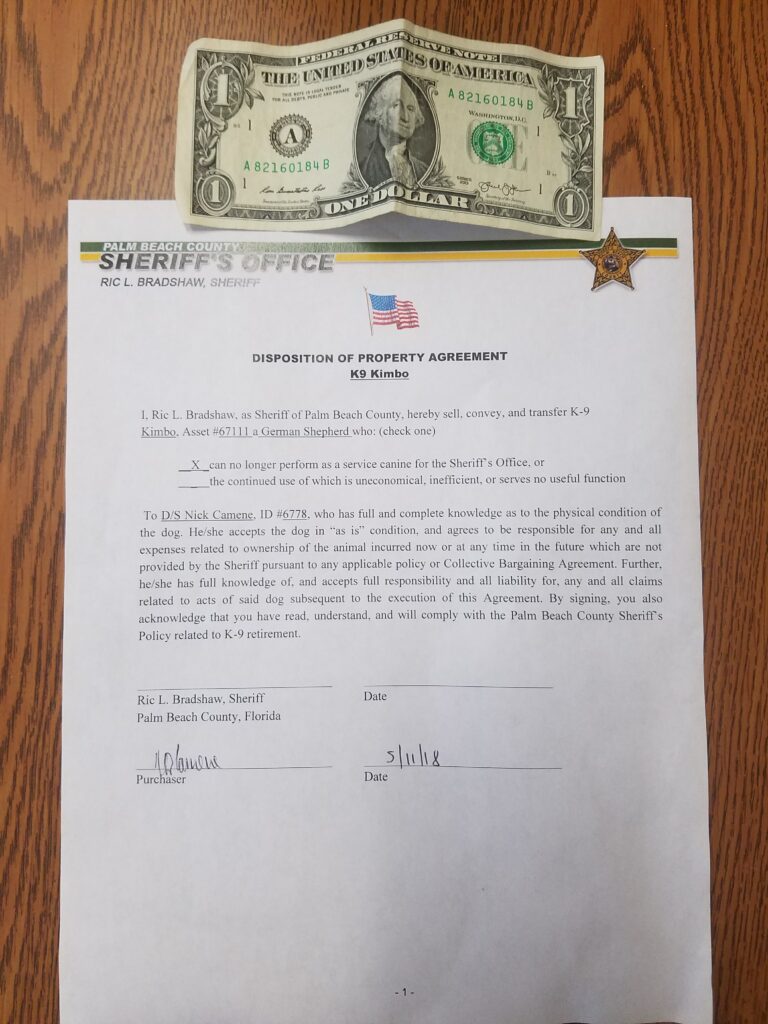 FEDERAL RESERVE NOTE
THE UNITED STATES OF AMERICA
THIS NOTE IS LEGAL TENDER
FOR ALL DEBTS, PUBLIC AND PRIVATE
A 82160184 B
WASHINGTON, D.C.
A
A 82160184 B
1
1
1
1
1
1
1
1
SERIES
2013
ONE DOLLAR
PALM BEACH COUNTY
SHERIFF'S OFFICE
RIC L. BRADSHAW, SHERIFF
DISPOSITION OF PROPERTY AGREEMENT
K9 Kimbo
I, Ric L. Bradshaw, as Sheriff of Palm Beach County, hereby sell, convey, and transfer K-9
Kimbo, Asset #67111 a German Shepherd who: (check one)
__X_can no longer perform as a service canine for the Sheriff's Office, or
____the continued use of which is uneconomical, inefficient, or serves no useful function
To D/S Nick Camene, ID #6778, who has full and complete knowledge as to the physical condition of
the dog. He/she accepts the dog in "as is" condition, and agrees to be responsible for any and all
expenses related to ownership of the animal incurred now or at any time in the future which are not
provided by the Sheriff pursuant to any applicable policy or Collective Bargaining Agreement. Further,
he/she has full knowledge of, and accepts full responsibility and all liability for, any and all claims
related to acts of said dog subsequent to the execution of this Agreement. By signing, you also
acknowledge that you have read, understand, and will comply with the Palm Beach County Sheriff's
Policy related to K-9 retirement.
Ric L. Bradshaw, Sheriff Date
Palm Beach County, Florida
Camene 5/11/18
Purchaser Date
- 1 -